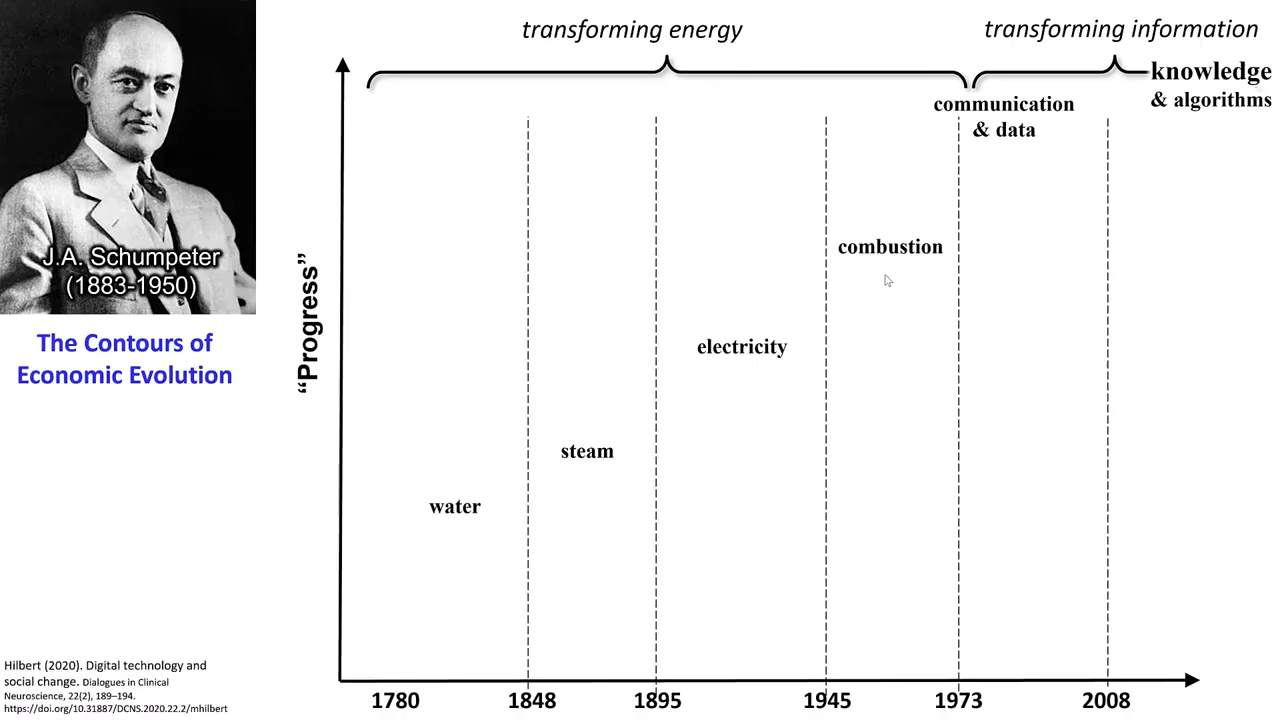 J.A. Schumpeter
(1883-1950)
The Contours of
Economic Evolution
Hilbert (2020). Digital technology and
social change. Dialogues in Clinical
Neuroscience, 22(2), 189–194.
https://doi.org/10.31887/DCNS.2020.22.2/mhilbert
transforming energy
transforming information
knowledge
& algorithms
communication
& data
combustion
electricity
steam
water
“Progress”
1780
1848
1895
1945
1973
2008